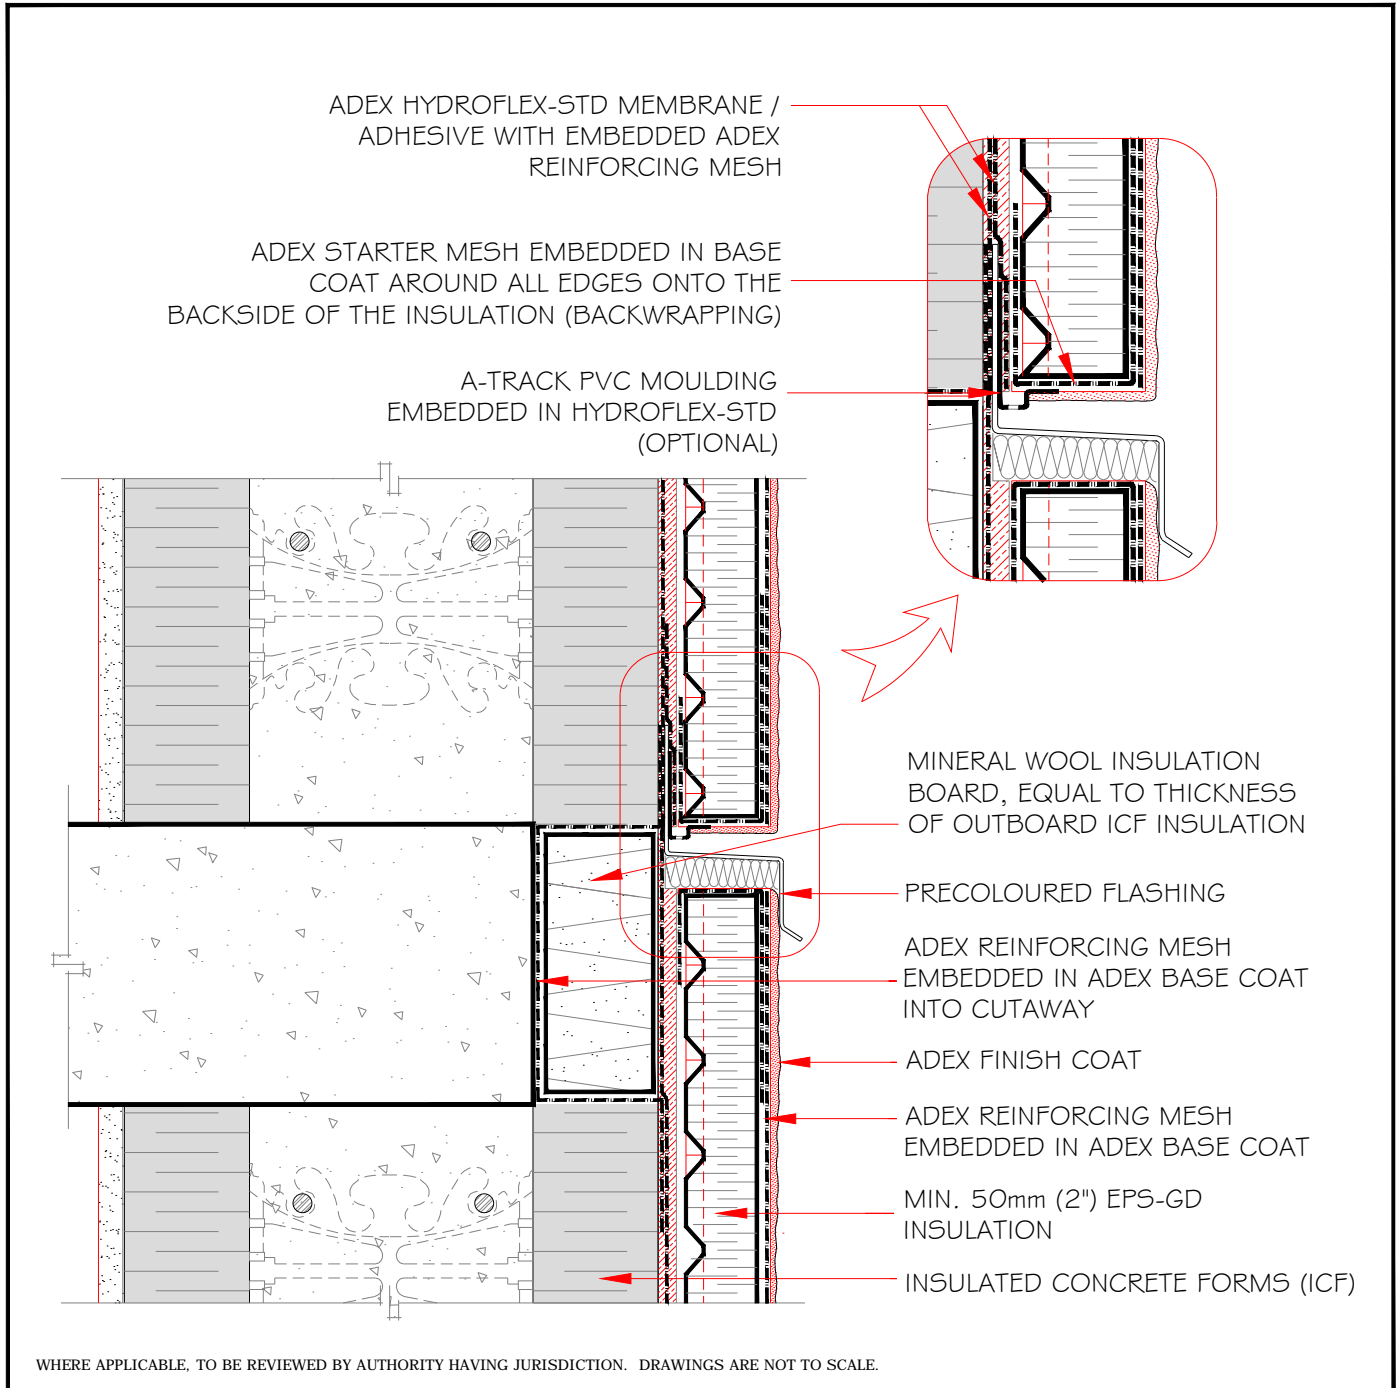 ADEX HYDROFLEX-STD MEMBRANE /
ADHESIVE WITH EMBEDDED ADEX
REINFORCING MESH
ADEX STARTER MESH EMBEDDED IN BASE
COAT AROUND ALL EDGES ONTO THE
BACKSIDE OF THE INSULATION (BACKWRAPPING)
A-TRACK PVC MOULDING
EMBEDDED IN HYDROFLEX-STD
(OPTIONAL)
MINERAL WOOL INSULATION
BOARD, EQUAL TO THICKNESS
OF OUTBOARD ICF INSULATION
PRECOLOURED FLASHING
ADEX REINFORCING MESH
EMBEDDED IN ADEX BASE COAT
INTO CUTAWAY
ADEX FINISH COAT
ADEX REINFORCING MESH
EMBEDDED IN ADEX BASE COAT
MIN. 50mm (2") EPS-GD
INSULATION
INSULATED CONCRETE FORMS (ICF)
WHERE APPLICABLE, TO BE REVIEWED BY AUTHORITY HAVING JURISDICTION. DRAWINGS ARE NOT TO SCALE.